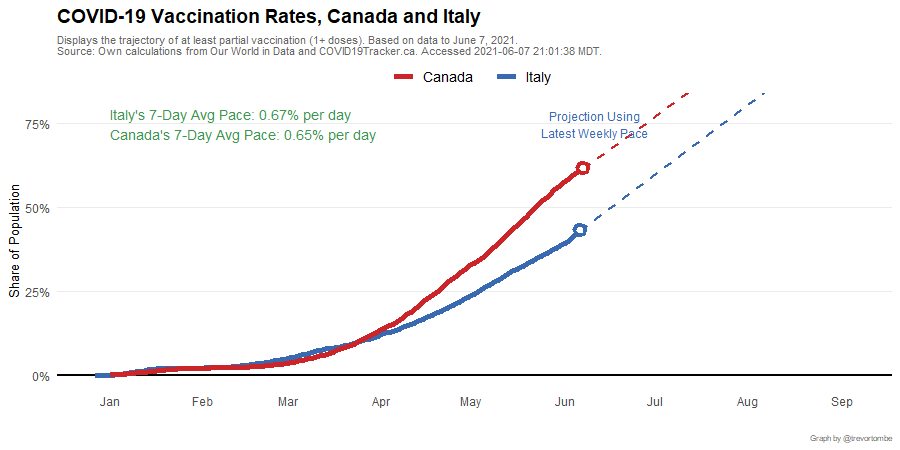 COVID-19 Vaccination Rates, Canada and Italy
Displays the trajectory of at least partial vaccination (1+ doses). Based on data to June 7, 2021.
Source: Own calculations from Our World in Data and COVID19Tracker.ca. Accessed 2021-06-07 21:01:38 MDT.
Canada Italy
Italy's 7-Day Avg Pace: 0.67% per day
Canada's 7-Day Avg Pace: 0.65% per day
Projection Using
Latest Weekly Pace
Share of Population
75%
50%
25%
0%
Jan Feb Mar Apr May Jun Jul Aug Sep
Graph by @trevortombe